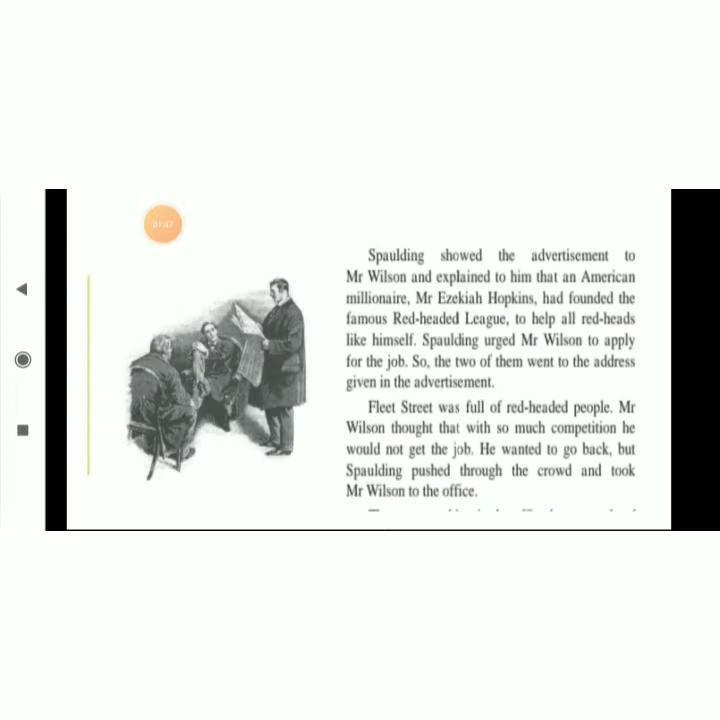 01:47
Spaulding showed the advertisement to
Mr Wilson and explained to him that an American
millionaire, Mr Ezekiah Hopkins, had founded the
famous Red-headed League, to help all red-heads
like himself. Spaulding urged Mr Wilson to apply
for the job. So, the two of them went to the address
given in the advertisement.
Fleet Street was full of red-headed people. Mr
Wilson thought that with so much competition he
would not get the job. He wanted to go back, but
Spaulding pushed through the crowd and took
Mr Wilson to the office.